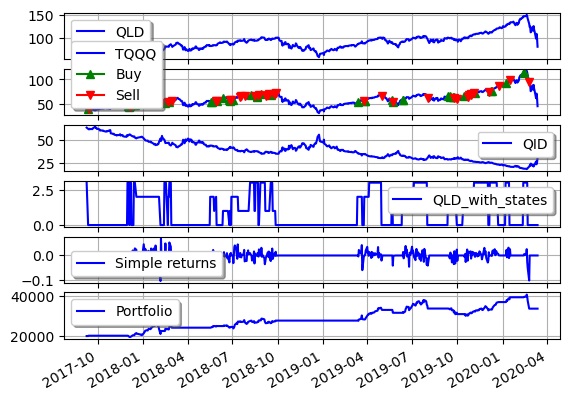 150
100
QLD
TQQQ
Buy
Sell
100
50
50
25
QID
2.5
0.0
QLD_with_states
0.0
−0.1
Simple returns
40000
20000
Portfolio
2017-10
2018-01
2018-04
2018-07
2018-10
2019-01
2019-04
2019-07
2019-10
2020-01
2020-04